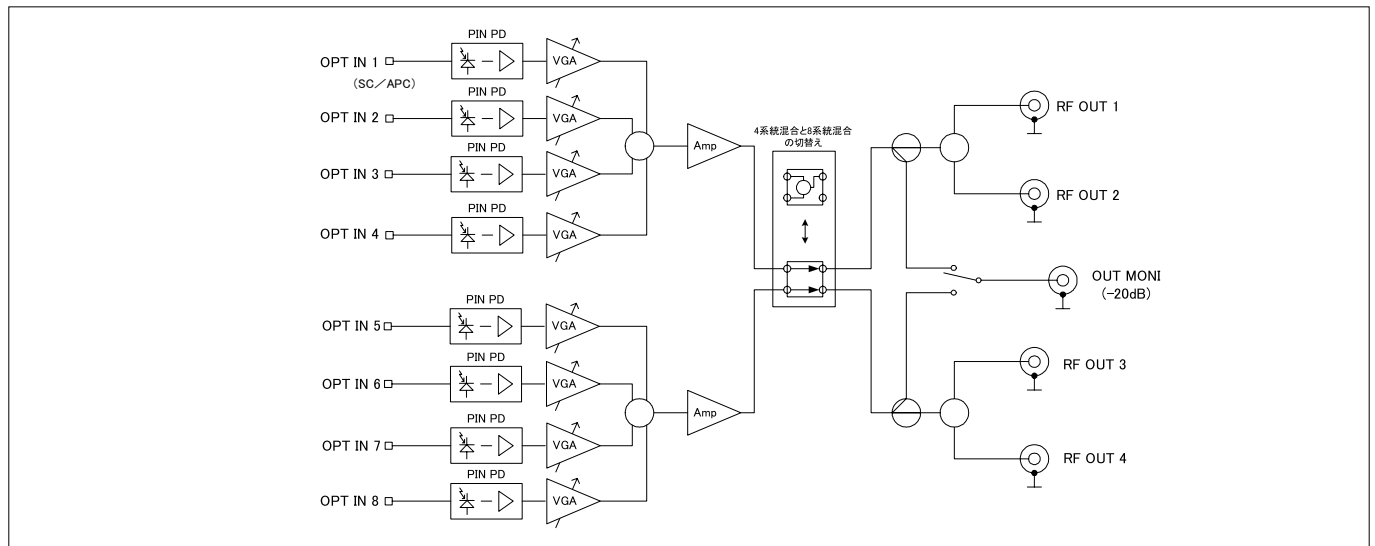 PIN PD
OPT IN 1
(SC/APC)
VGA
PIN PD
OPT IN 2
VGA
PIN PD
OPT IN 3
VGA
PIN PD
OPT IN 4
VGA
Amp
PIN PD
OPT IN 5
VGA
PIN PD
OPT IN 6
VGA
PIN PD
OPT IN 7
VGA
PIN PD
OPT IN 8
VGA
Amp
4系統混合と8系統混合
の切替え
RF OUT 1
RF OUT 2
OUT MONI
(-20dB)
RF OUT 3
RF OUT 4